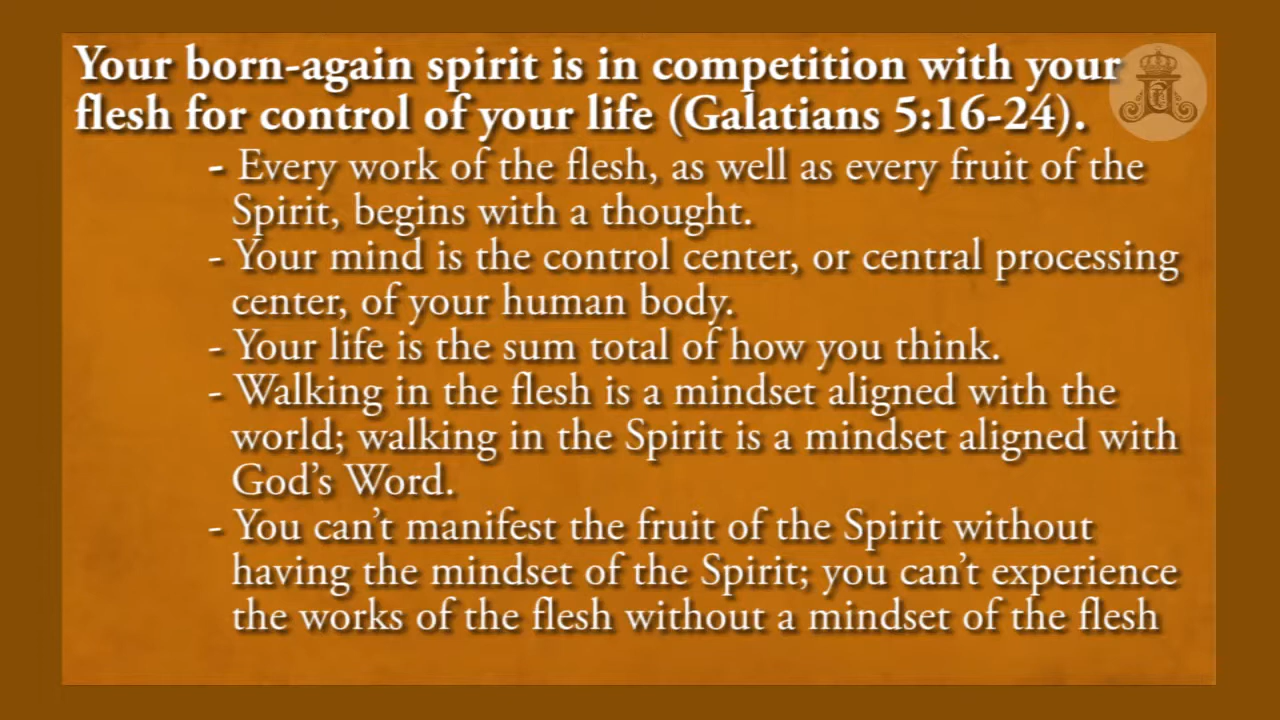 Your born-again spirit is in competition with your
flesh for control of your life (Galatians 5:16-24).
- Every work of the flesh, as well as every fruit of the
Spirit, begins with a thought.
- Your mind is the control center, or central processing
center, of your human body.
- Your life is the sum total of how you think.
- Walking in the flesh is a mindset aligned with the
world; walking in the Spirit is a mindset aligned with
God’s Word.
- You can’t manifest the fruit of the Spirit without
having the mindset of the Spirit; you can’t experience
the works of the flesh without a mindset of the flesh